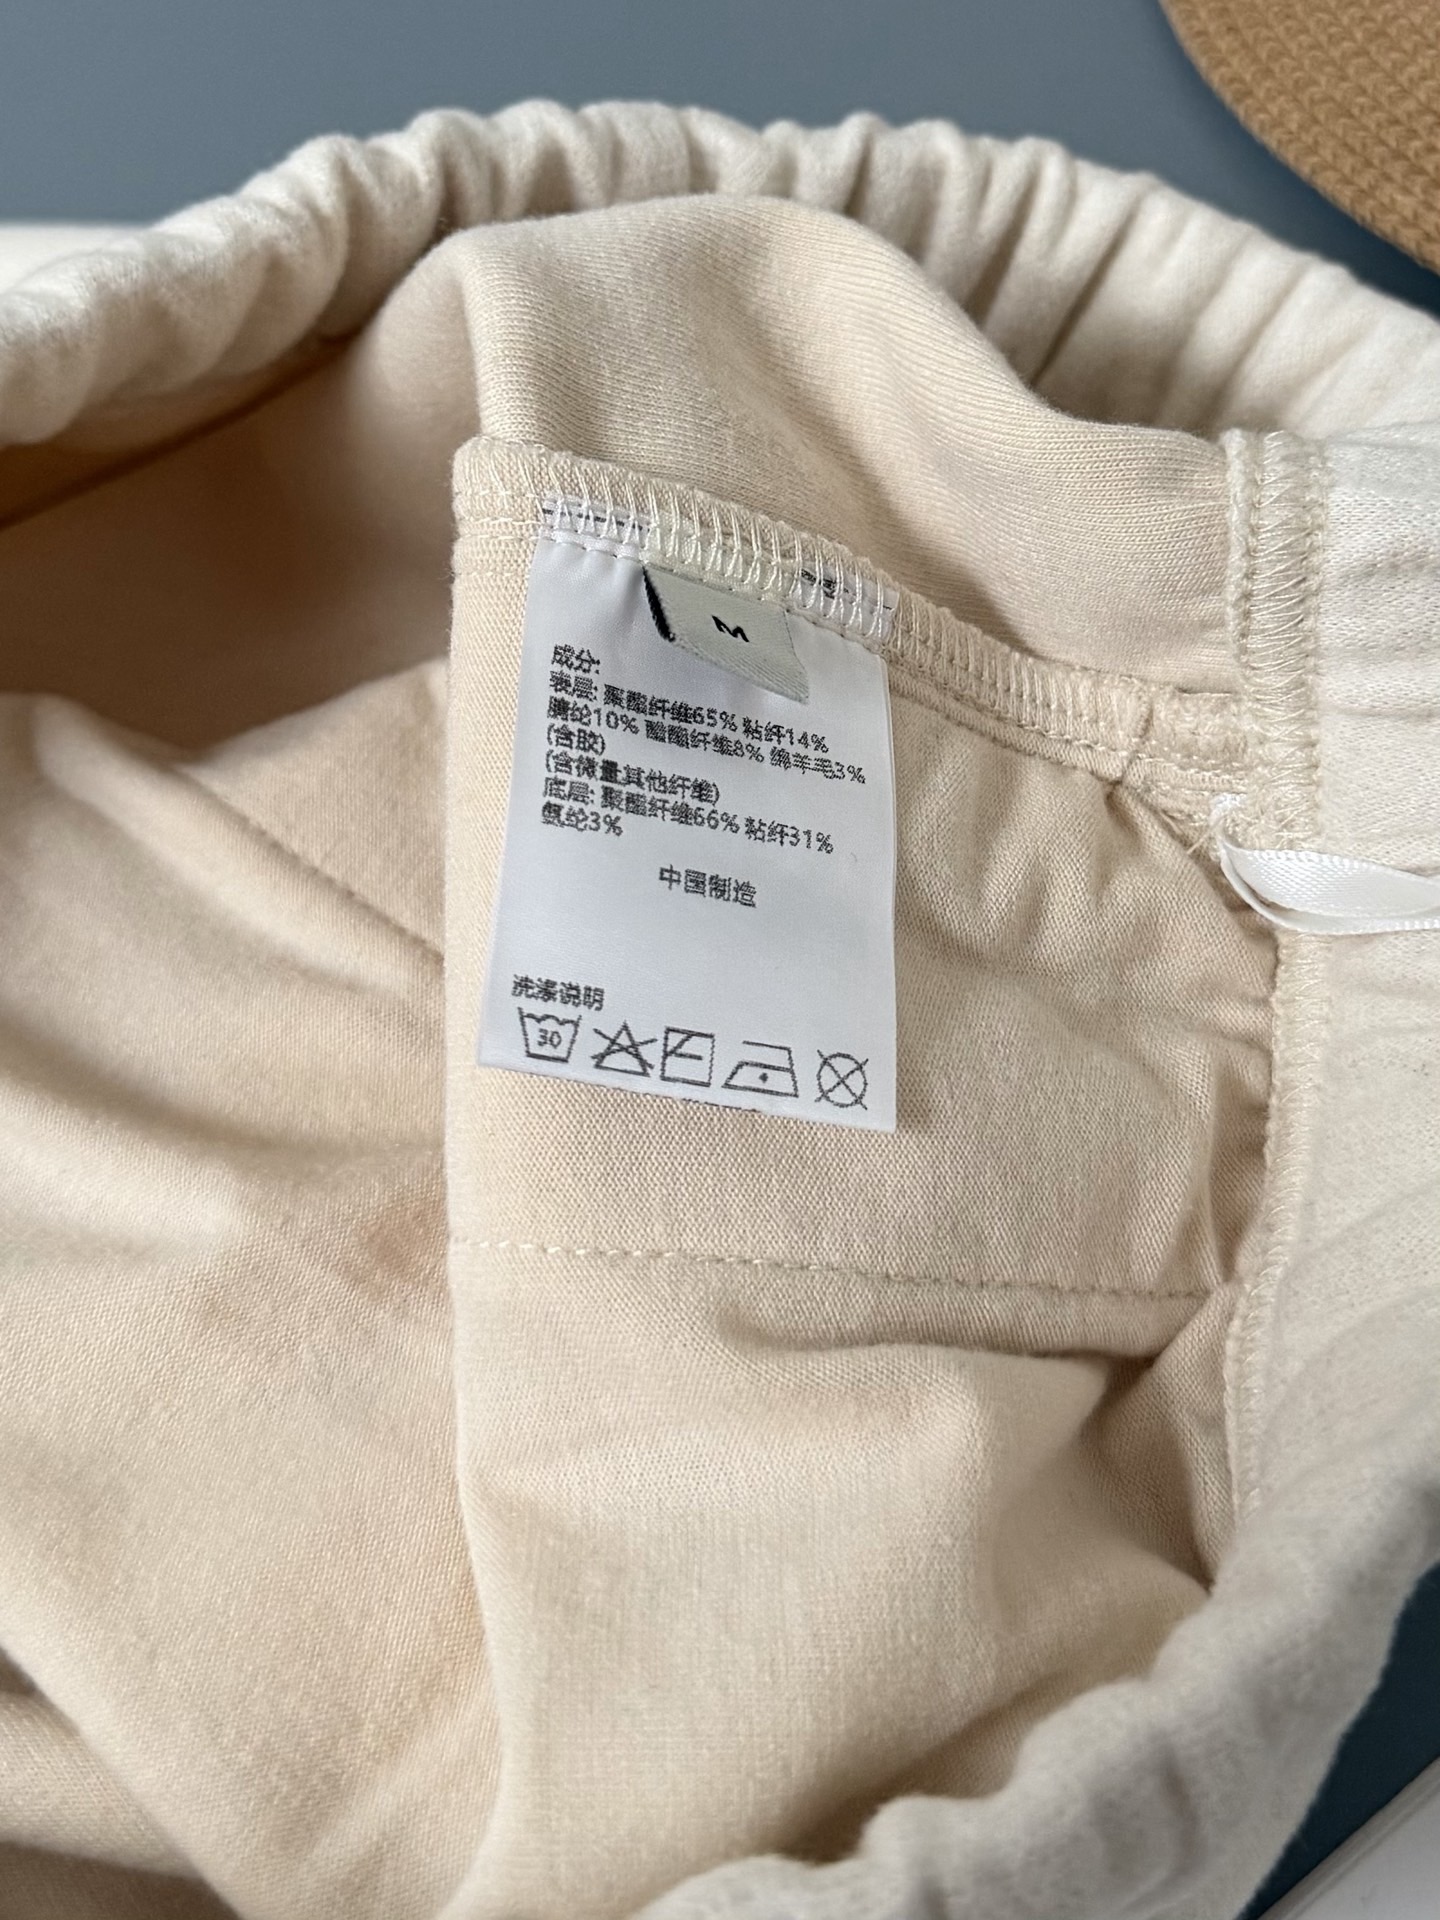 M
成分:
表层: 聚酯纤维65% 粘纤14%
腈纶10% 醋酯纤维8% 绵羊毛3%
(含胶)
(含微量其他纤维)
底层: 聚酯纤维66% 粘纤31%
氨纶3%
中国制造
洗涤说明
30